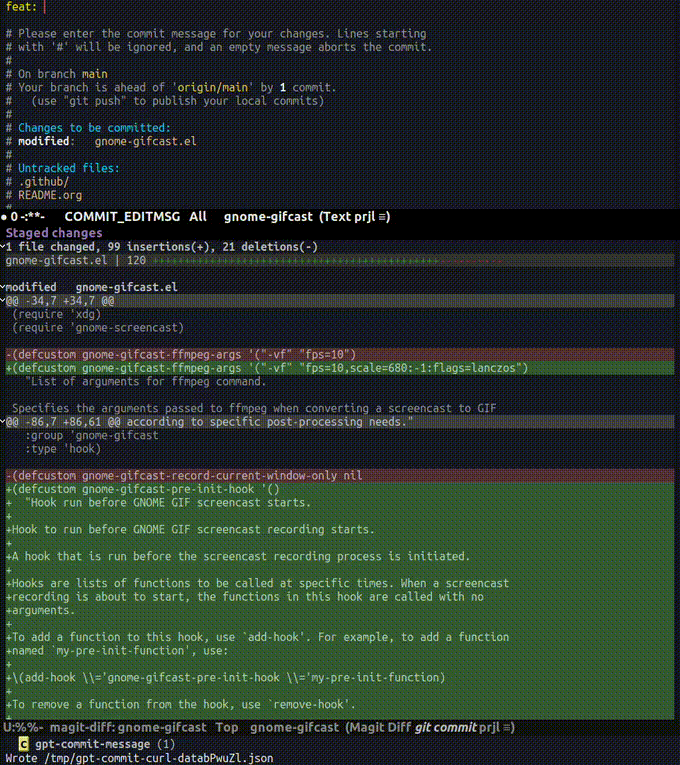 feat:
# Please enter the commit message for your changes. Lines starting
# with '#' will be ignored, and an empty message aborts the commit.
#
# On branch main
# Your branch is ahead of 'origin/main' by 1 commit.
#   (use "git push" to publish your local commits)
#
# Changes to be committed:
# modified:   gnome-gifcast.el
#
# Untracked files:
# .github/
# README.org
#
● 0 -:**-   COMMIT_EDITMSG   All   gnome-gifcast  (Text prjl ≡)
Staged changes
1 file changed, 99 insertions(+), 21 deletions(-)
gnome-gifcast.el | 120
modified   gnome-gifcast.el
@@ -34,7 +34,7 @@
(require 'xdg)
(require 'gnome-screencast)
-(defcustom gnome-gifcast-ffmpeg-args '("-vf" "fps=10")
+(defcustom gnome-gifcast-ffmpeg-args '("-vf" "fps=10,scale=680:-1:flags=lanczos")
"List of arguments for ffmpeg command.
Specifies the arguments passed to ffmpeg when converting a screencast to GIF
@@ -86,7 +86,61 @@ according to specific post-processing needs."
:group 'gnome-gifcast
:type 'hook)
-(defcustom gnome-gifcast-record-current-window-only nil
+(defcustom gnome-gifcast-pre-init-hook '()
+  "Hook run before GNOME GIF screencast starts.
+
+Hook to run before GNOME GIF screencast recording starts.
+
+A hook that is run before the screencast recording process is initiated.
+
+Hooks are lists of functions to be called at specific times. When a screencast
+recording is about to start, the functions in this hook are called with no
+arguments.
+
+To add a function to this hook, use `add-hook'. For example, to add a function
+named `my-pre-init-function', use:
+
+\(add-hook \\='gnome-gifcast-pre-init-hook \\='my-pre-init-function)
+
+To remove a function from the hook, use `remove-hook'.
+
U:%%-  magit-diff: gnome-gifcast   Top   gnome-gifcast  (Magit Diff git commit prjl ≡)
c gpt-commit-message (1)
Wrote /tmp/gpt-commit-curl-databPwuZl.json